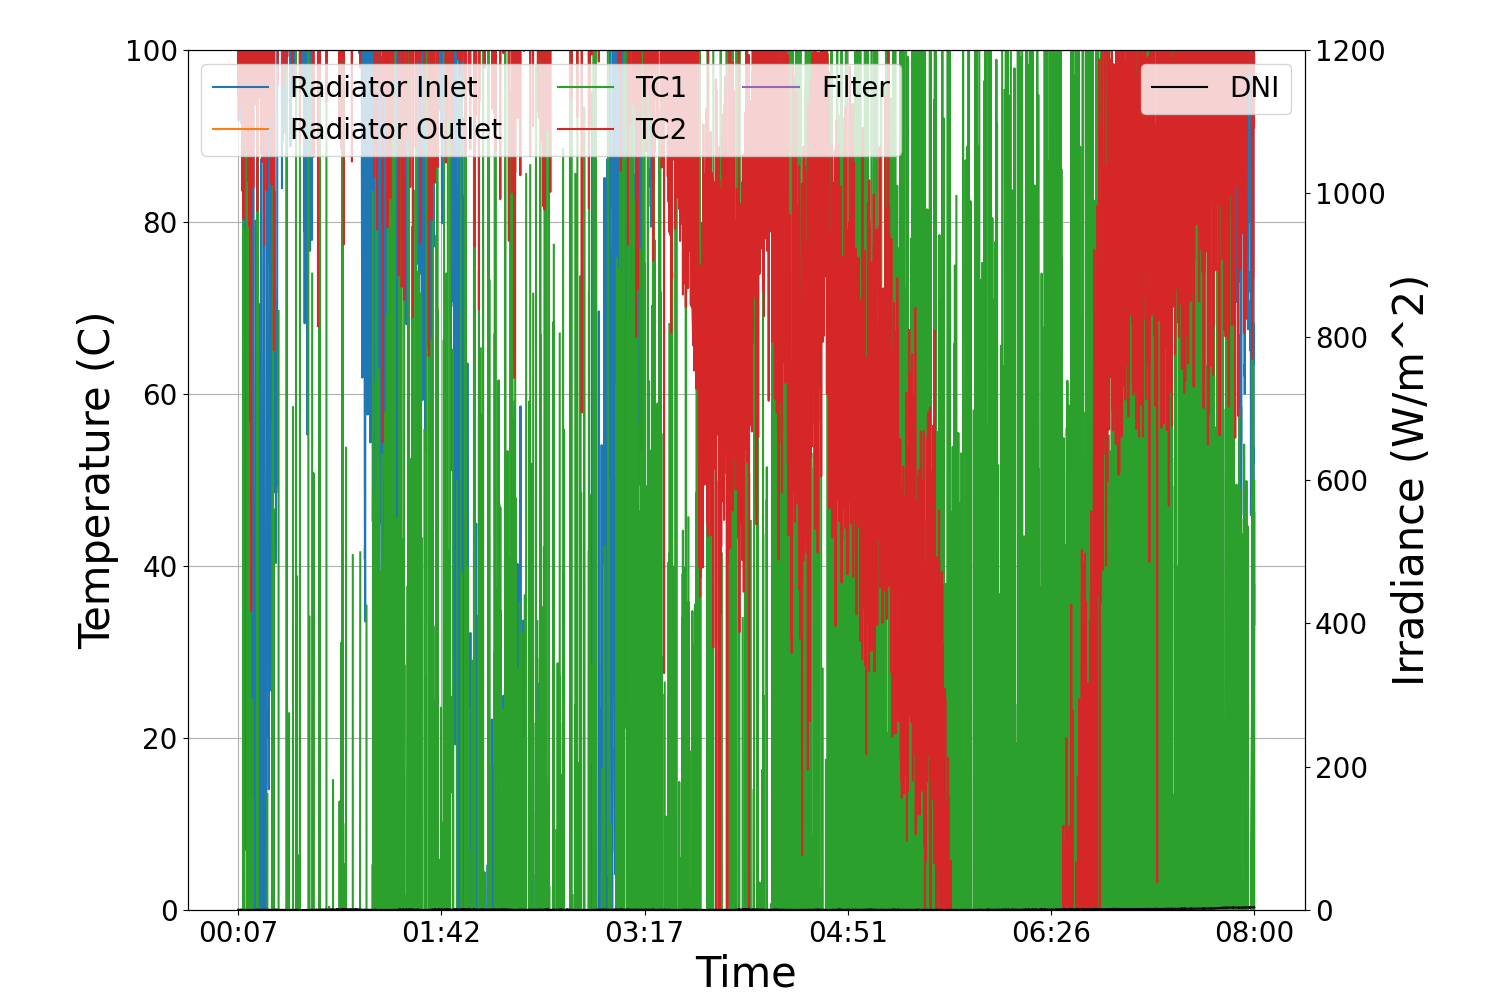 Radiator Inlet
Radiator Outlet
TC1
TC2
Filter
DNI
100
80
60
40
20
0
Temperature (C)
1200
1000
800
600
400
200
0
Irradiance (W/m^2)
00:07 01:42 03:17 04:51 06:26 08:00
Time